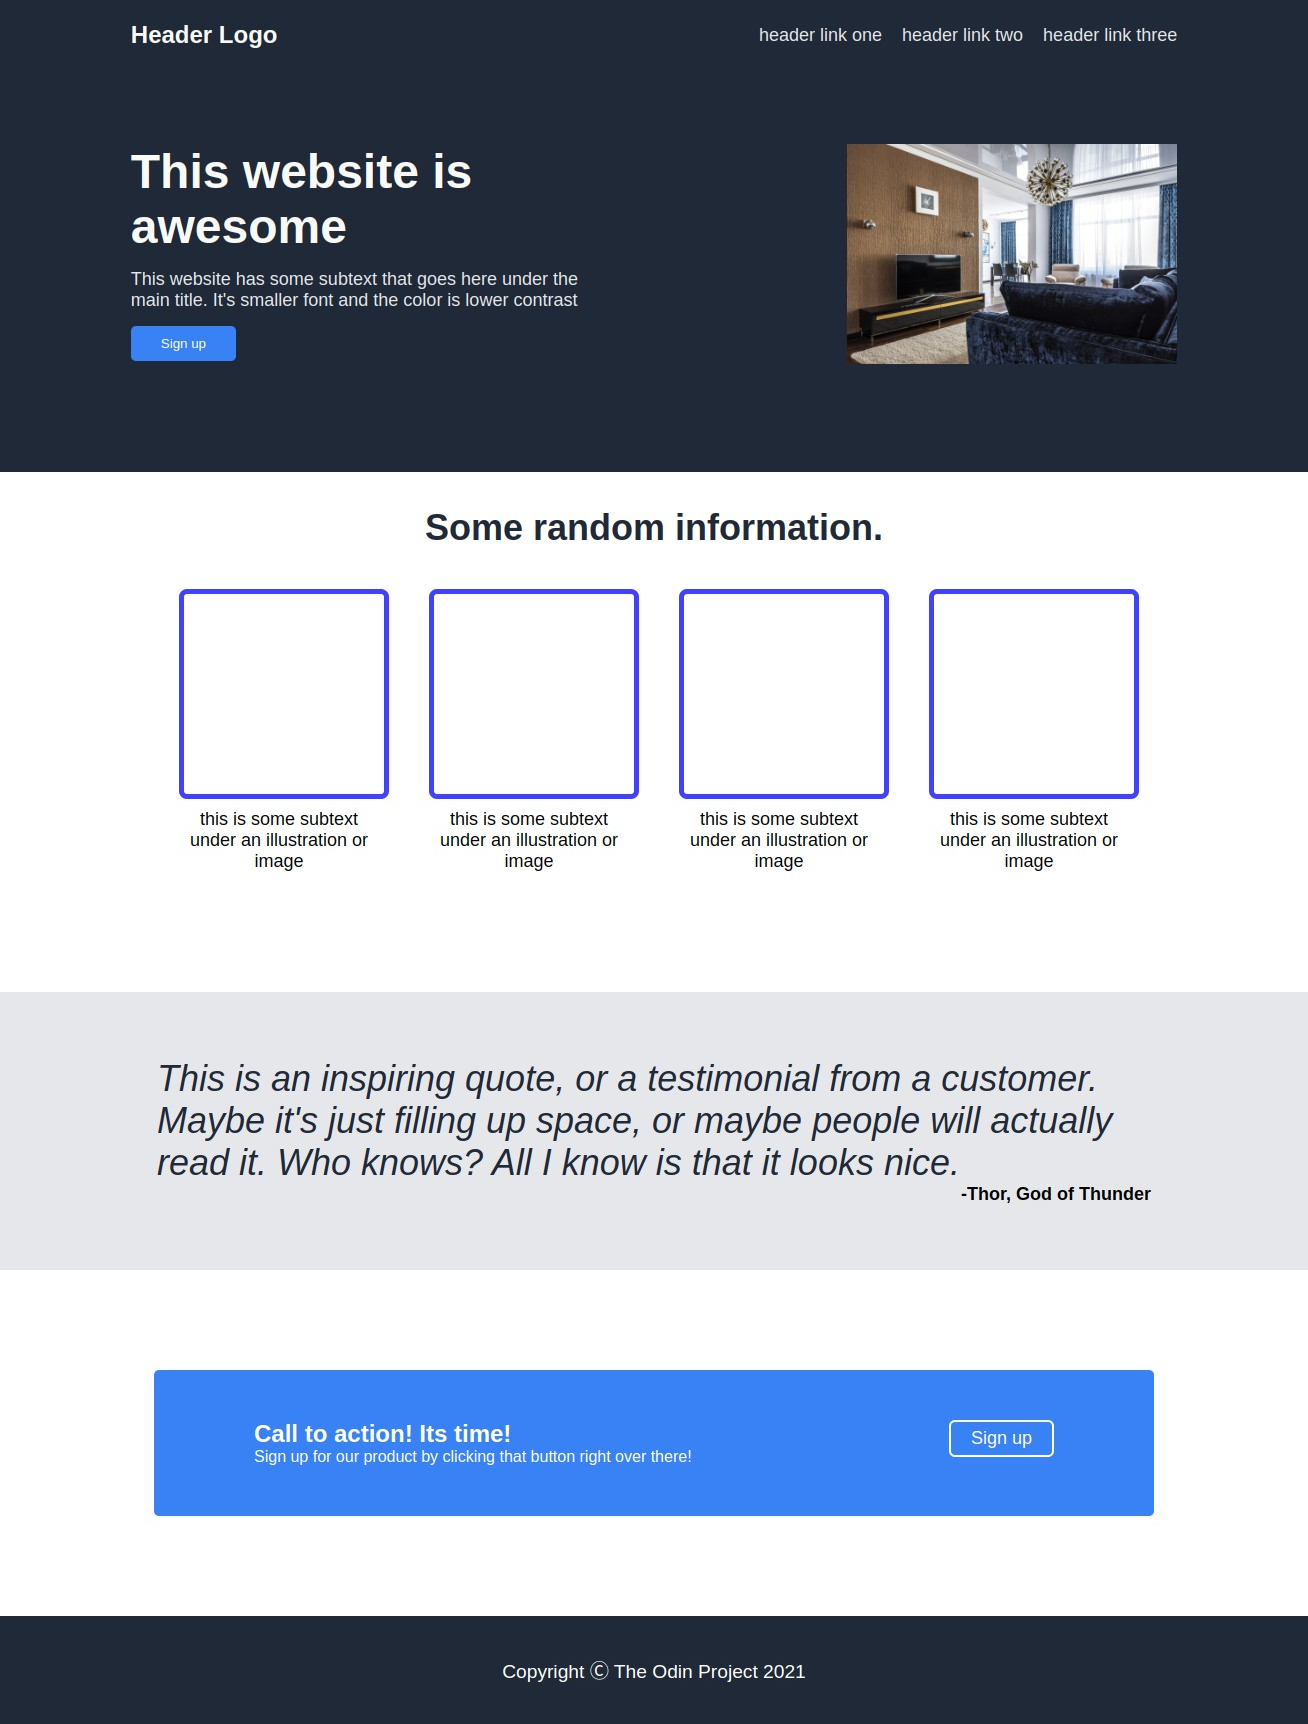 Header Logo
header link one
header link two
header link three
This website is
awesome
This website has some subtext that goes here under the
main title. It's smaller font and the color is lower contrast
Sign up
Some random information.
this is some subtext
under an illustration or
image
this is some subtext
under an illustration or
image
this is some subtext
under an illustration or
image
this is some subtext
under an illustration or
image
This is an inspiring quote, or a testimonial from a customer.
Maybe it's just filling up space, or maybe people will actually
read it. Who knows? All I know is that it looks nice.
-Thor, God of Thunder
Call to action! Its time!
Sign up for our product by clicking that button right over there!
Sign up
Copyright Ⓒ The Odin Project 2021